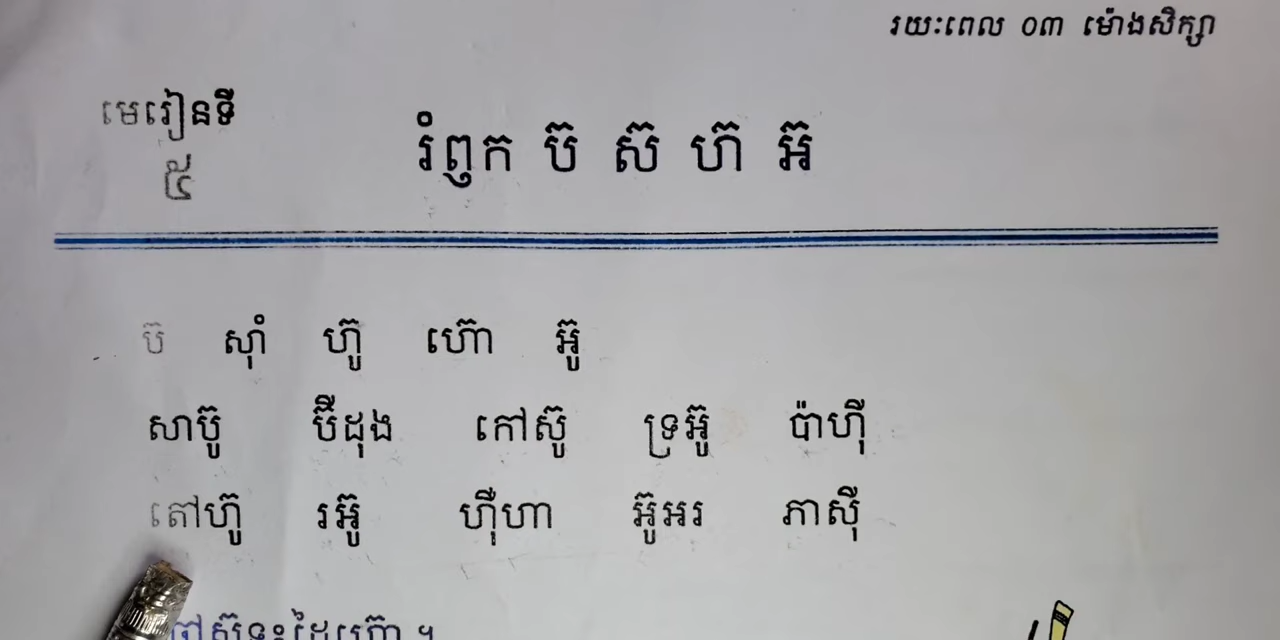 រយៈពេល ០៣ ម៉ោងសិក្សា
មេរៀនទី
៥
រំឭក ប៊ ស៊ ហ៊ អ៊
ប៊ ស៊ាំ ហ៊ូ ហ៊ោ អ៊ូ
សាប៊ូ ប៊ីដុង កៅស៊ូ ទ្រអ៊ូ ប៉ាហ៊ី
តៅហ៊ូ រអ៊ូ ហ៊ឺហា អ៊ូអរ ភាស៊ី